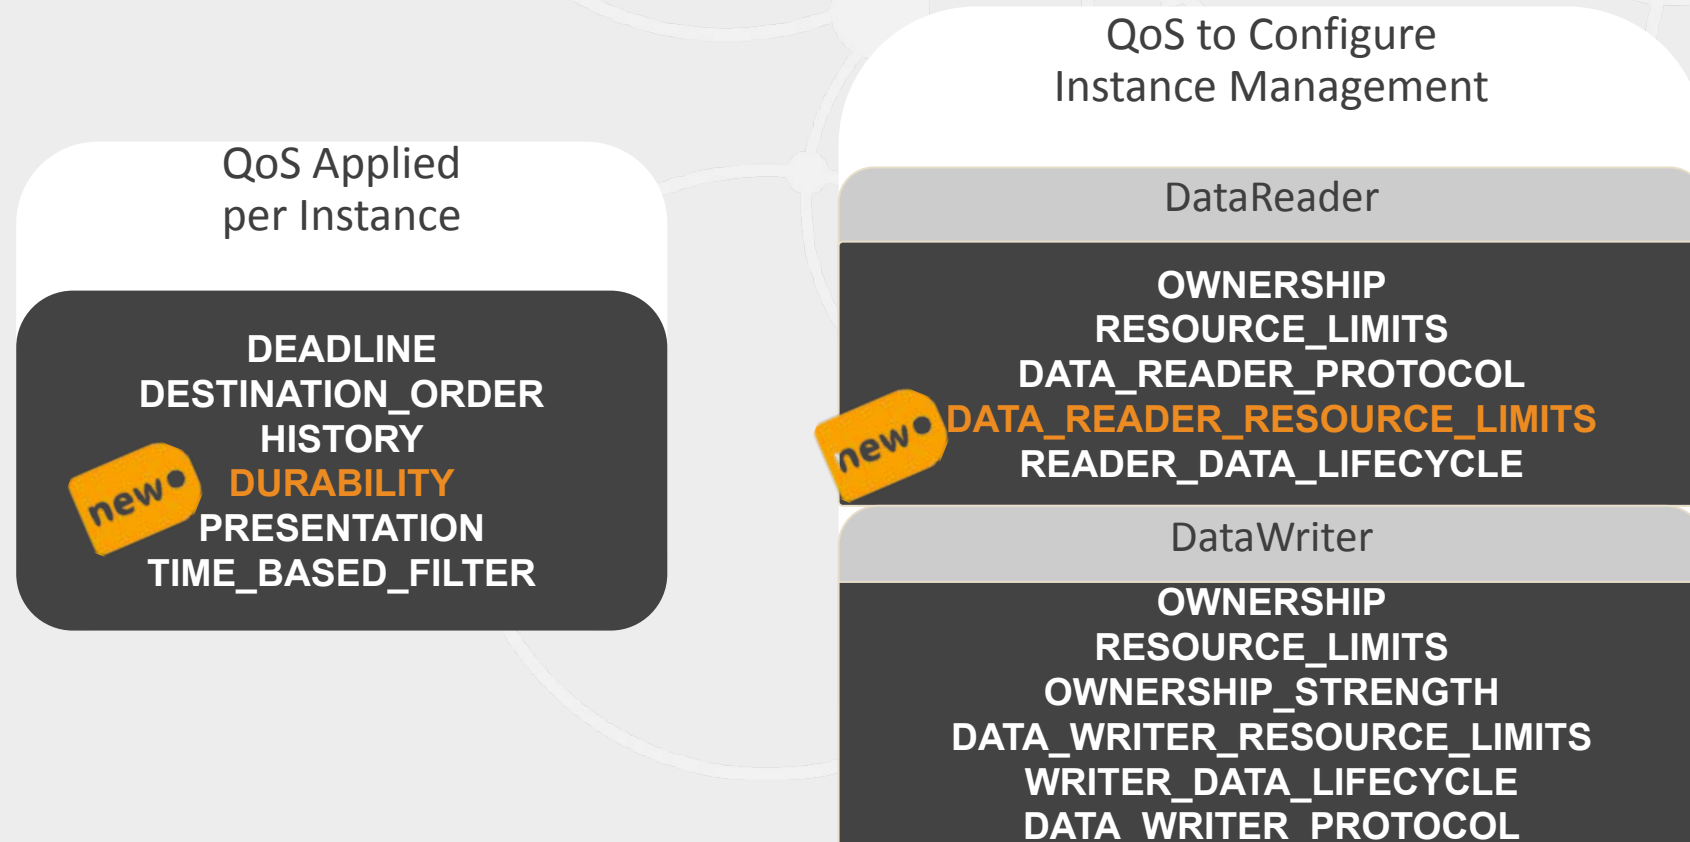 QoS Applied
per Instance
DEADLINE
DESTINATION_ORDER
HISTORY
new
DURABILITY
PRESENTATION
TIME_BASED_FILTER
QoS to Configure
Instance Management
DataReader
OWNERSHIP
RESOURCE_LIMITS
DATA_READER_PROTOCOL
new
DATA_READER_RESOURCE_LIMITS
READER_DATA_LIFECYCLE
DataWriter
OWNERSHIP
RESOURCE_LIMITS
OWNERSHIP_STRENGTH
DATA_WRITER_RESOURCE_LIMITS
WRITER_DATA_LIFECYCLE
DATA_WRITER_PROTOCOL